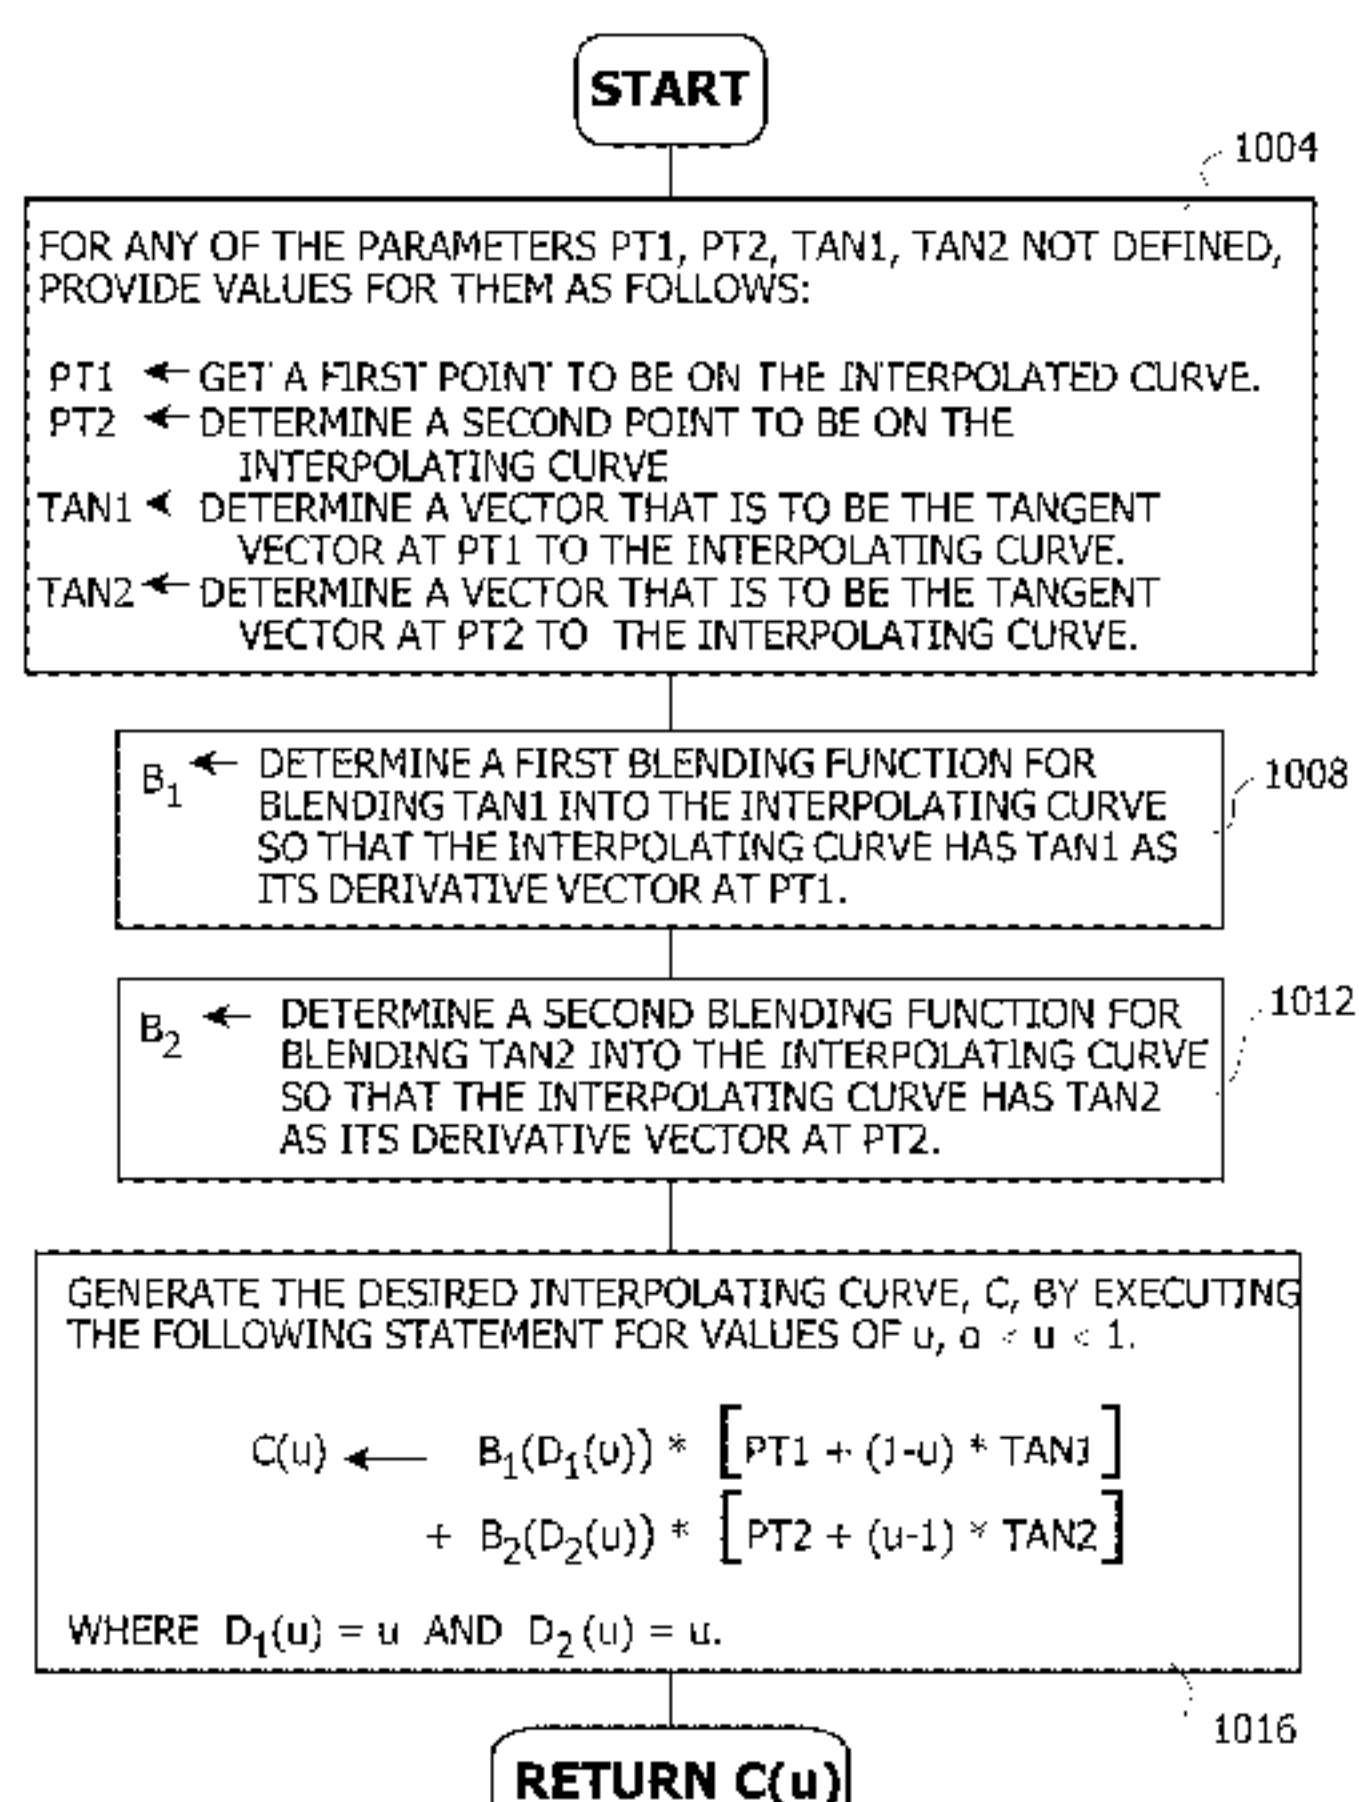 START
1004
FOR ANY OF THE PARAMETERS PT1, PT2, TAN1, TAN2 NOT DEFINED,
PROVIDE VALUES FOR THEM AS FOLLOWS:
PT1 ← GET A FIRST POINT TO BE ON THE INTERPOLATED CURVE.
PT2 ← DETERMINE A SECOND POINT TO BE ON THE
INTERPOLATING CURVE
TAN1 ← DETERMINE A VECTOR THAT IS TO BE THE TANGENT
VECTOR AT PT1 TO THE INTERPOLATING CURVE.
TAN2 ← DETERMINE A VECTOR THAT IS TO BE THE TANGENT
VECTOR AT PT2 TO THE INTERPOLATING CURVE.
B₁ ← DETERMINE A FIRST BLENDING FUNCTION FOR
BLENDING TAN1 INTO THE INTERPOLATING CURVE
SO THAT THE INTERPOLATING CURVE HAS TAN1 AS
ITS DERIVATIVE VECTOR AT PT1.
1008
B₂ ← DETERMINE A SECOND BLENDING FUNCTION FOR
BLENDING TAN2 INTO THE INTERPOLATING CURVE
SO THAT THE INTERPOLATING CURVE HAS TAN2
AS ITS DERIVATIVE VECTOR AT PT2.
1012
GENERATE THE DESIRED INTERPOLATING CURVE, C, BY EXECUTING
THE FOLLOWING STATEMENT FOR VALUES OF u, o < u < 1.
C(u) ← B₁(D₁(u)) * [PT1 + (1-u) * TAN1]
+ B₂(D₂(u)) * [PT2 + (u-1) * TAN2]
WHERE D₁(u) = u AND D₂(u) = u.
1016
RETURN C(u)